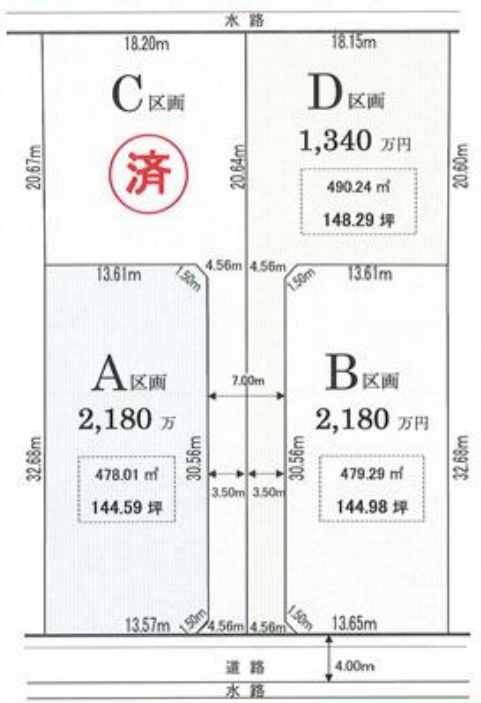 水路
18.20m
18.15m
C区画
D区画
1,340 万円
済
20.67m
20.64m
20.60m
490.24 ㎡
148.29 坪
4.56m
4.56m
13.61m
1.50m
1.50m
13.61m
A区画
2,180 万
7.00m
B区画
2,180 万円
32.68m
478.01 ㎡
144.59 坪
30.56m
3.50m
3.50m
30.56m
479.29 ㎡
144.98 坪
32.68m
13.57m
1.50m
4.56m
4.56m
1.50m
13.65m
道路
4.00m
水路